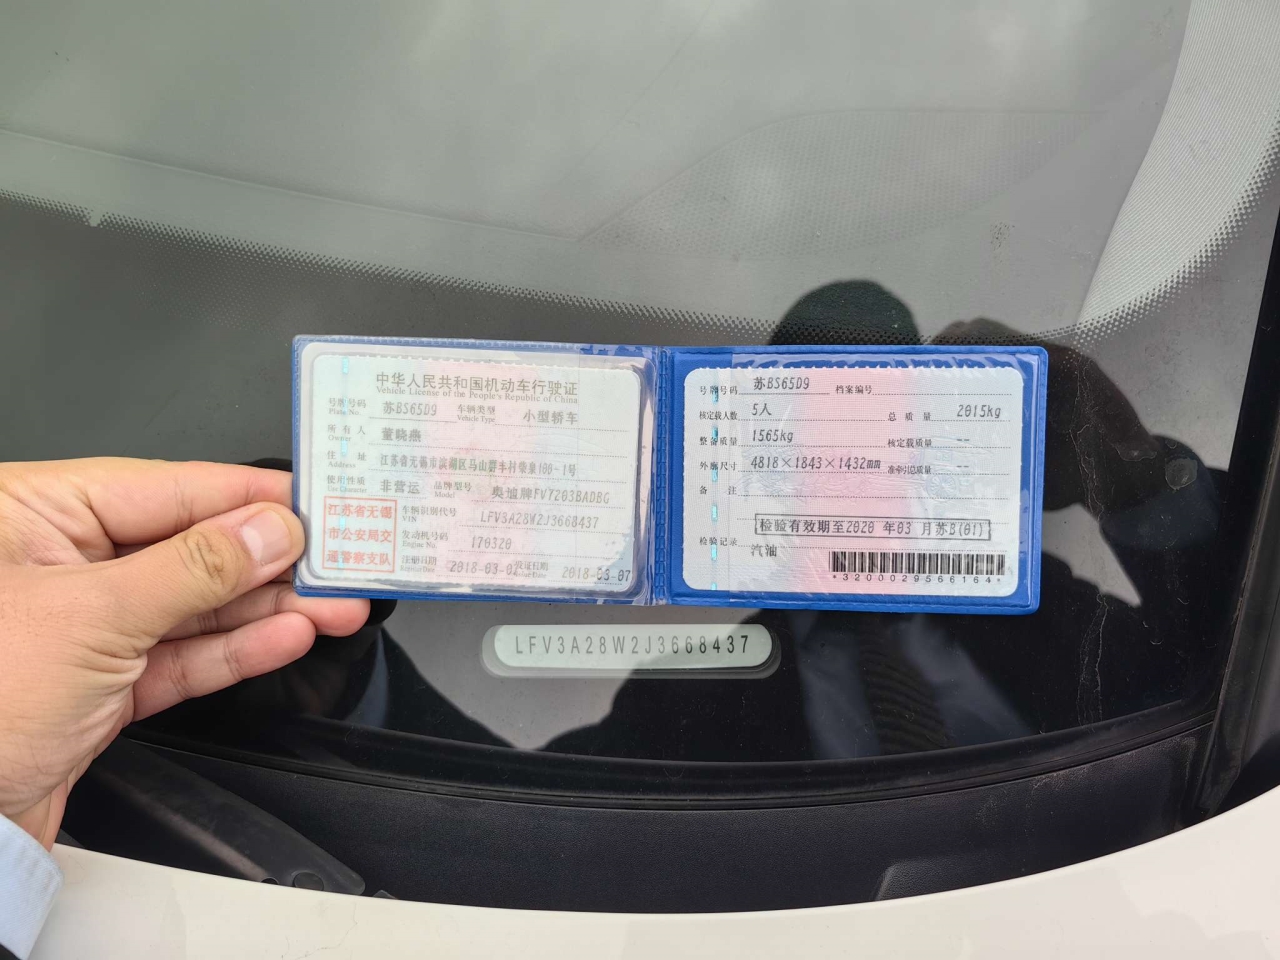 中华人民共和国机动车行驶证
Vehicle License of the People's Republic of China
号牌号码 苏BS65D9 车辆类型 小型轿车
Plate No. Vehicle Type
所有人 董晓燕
Owner
住址 江苏省无锡市滨湖区马山群丰村柴泉108-1号
Address
使用性质 非营运 品牌型号 奥迪牌FV7203BADBG
Use Character Model
江苏省无锡
市公安局交
通警察支队
车辆识别代号 LFV3A28W2J3668437
VIN
发动机号码 170320
Engine No.
注册日期 2018-03-07 发证日期 2018-03-07
Register Date Issue Date
号牌号码 苏BS65D9 档案编号
核定载人数 5人 总质量 2015kg
整备质量 1565kg 核定载质量 --
外廓尺寸 4818×1843×1432mm 准牵引总质量 --
备注
检验有效期至2020 年03 月苏B(01)
检验记录
汽油
*3200029566164*
LFV3A28W2J3668437